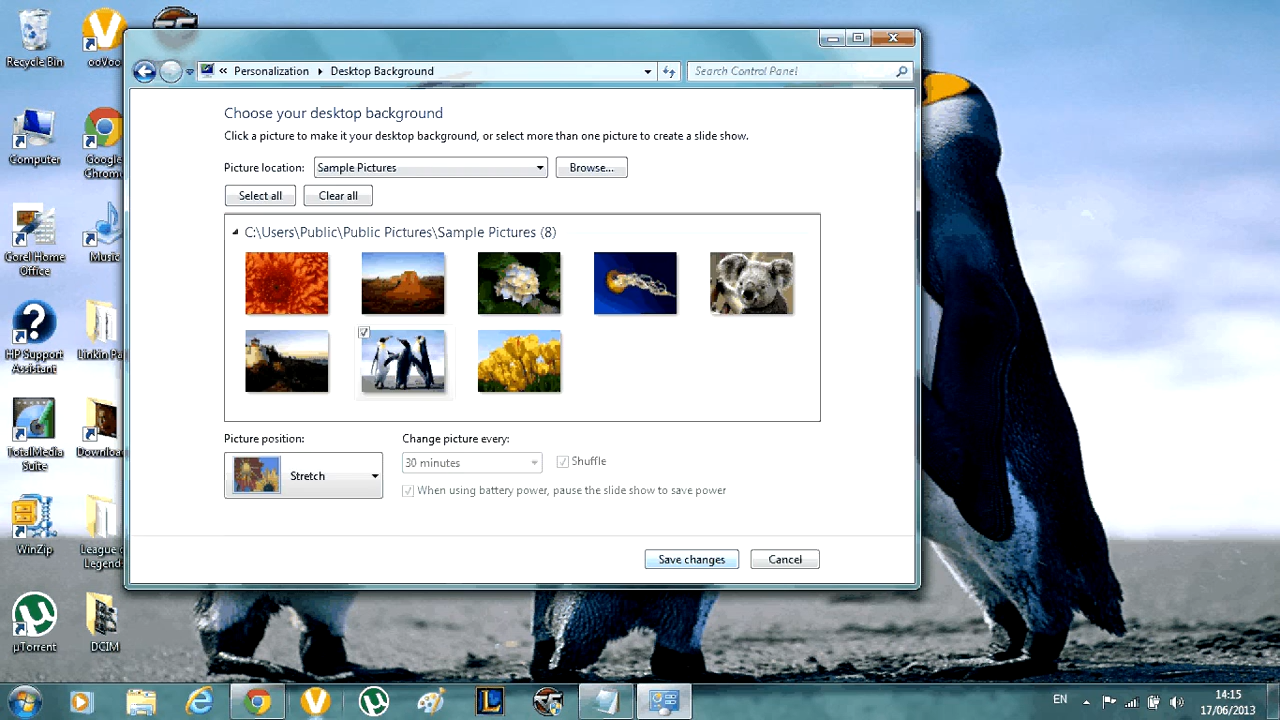 Recycle Bin
ooVoo
Computer
Google Chrome
Corel Home Office
Music
HP Support Assistant
Linkin Pa
TotalMedia Suite
Downloa
WinZip
League o
Legend
µTorrent
DCIM
« Personalization ▸ Desktop Background
Search Control Panel
Choose your desktop background
Click a picture to make it your desktop background, or select more than one picture to create a slide show.
Picture location: Sample Pictures Browse...
Select all Clear all
C:\Users\Public\Public Pictures\Sample Pictures (8)
Picture position: Change picture every:
Stretch 30 minutes Shuffle
When using battery power, pause the slide show to save power
Save changes Cancel
EN 14:15
17/06/2013